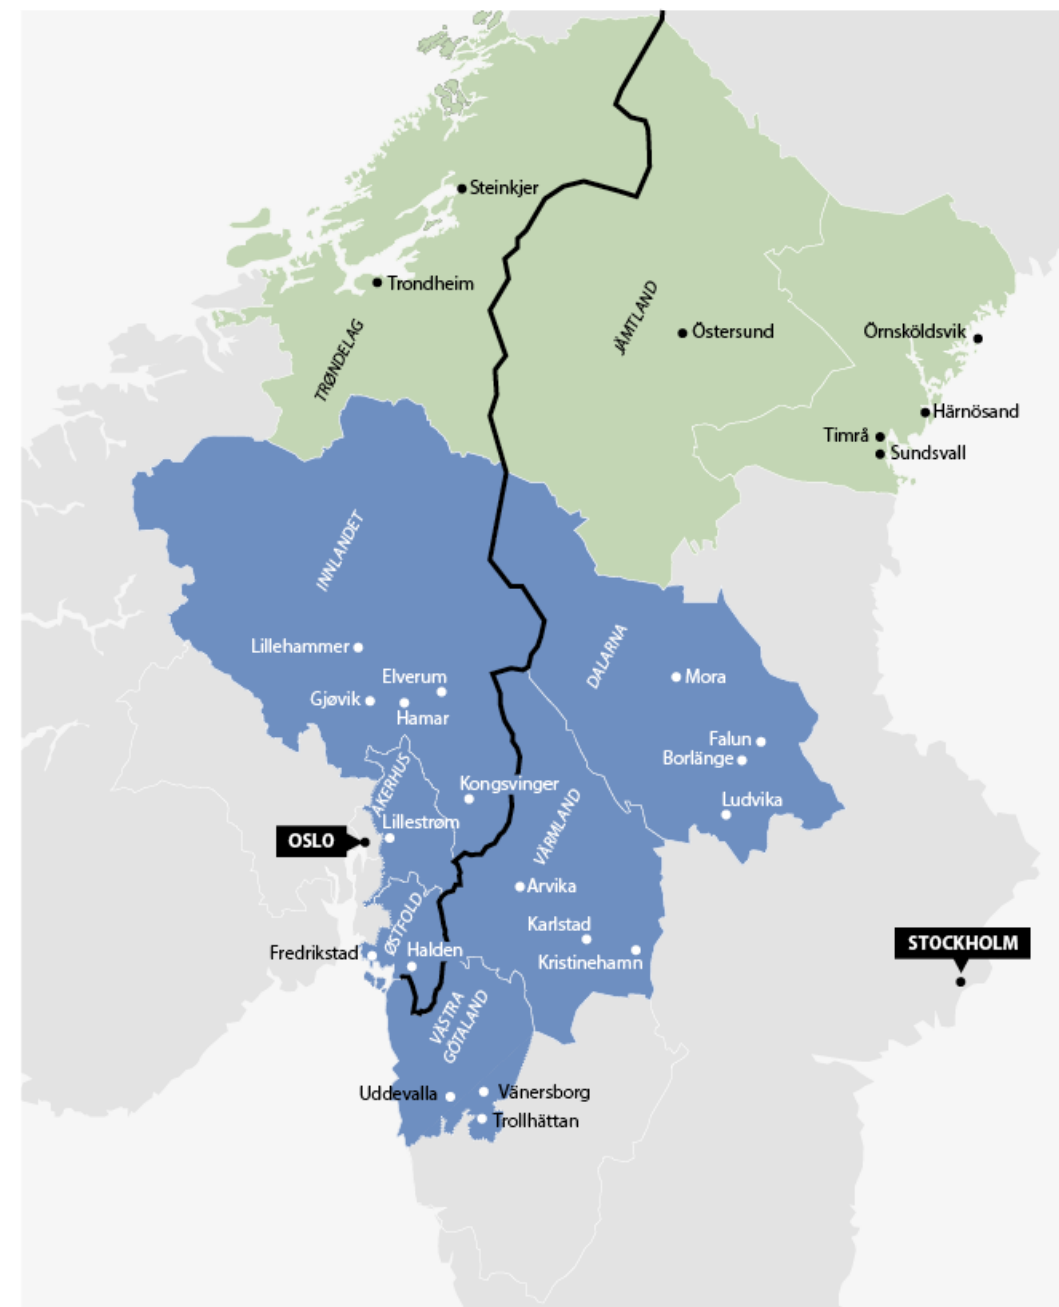 Steinkjer
Trondheim
TRØNDELAG
JÄMTLAND
Östersund
Örnsköldsvik
Härnösand
Timrå
Sundsvall
INNLANDET
Lillehammer
Elverum
Gjøvik
Hamar
DALARNA
Mora
Falun
Borlänge
Ludvika
AKERHUS
Kongsvinger
Lillestrøm
OSLO
VÄRMLAND
Arvika
Karlstad
Kristinehamn
ØSTFOLD
Fredrikstad
Halden
STOCKHOLM
VÄSTRA
GÖTALAND
Uddevalla
Vänersborg
Trollhättan